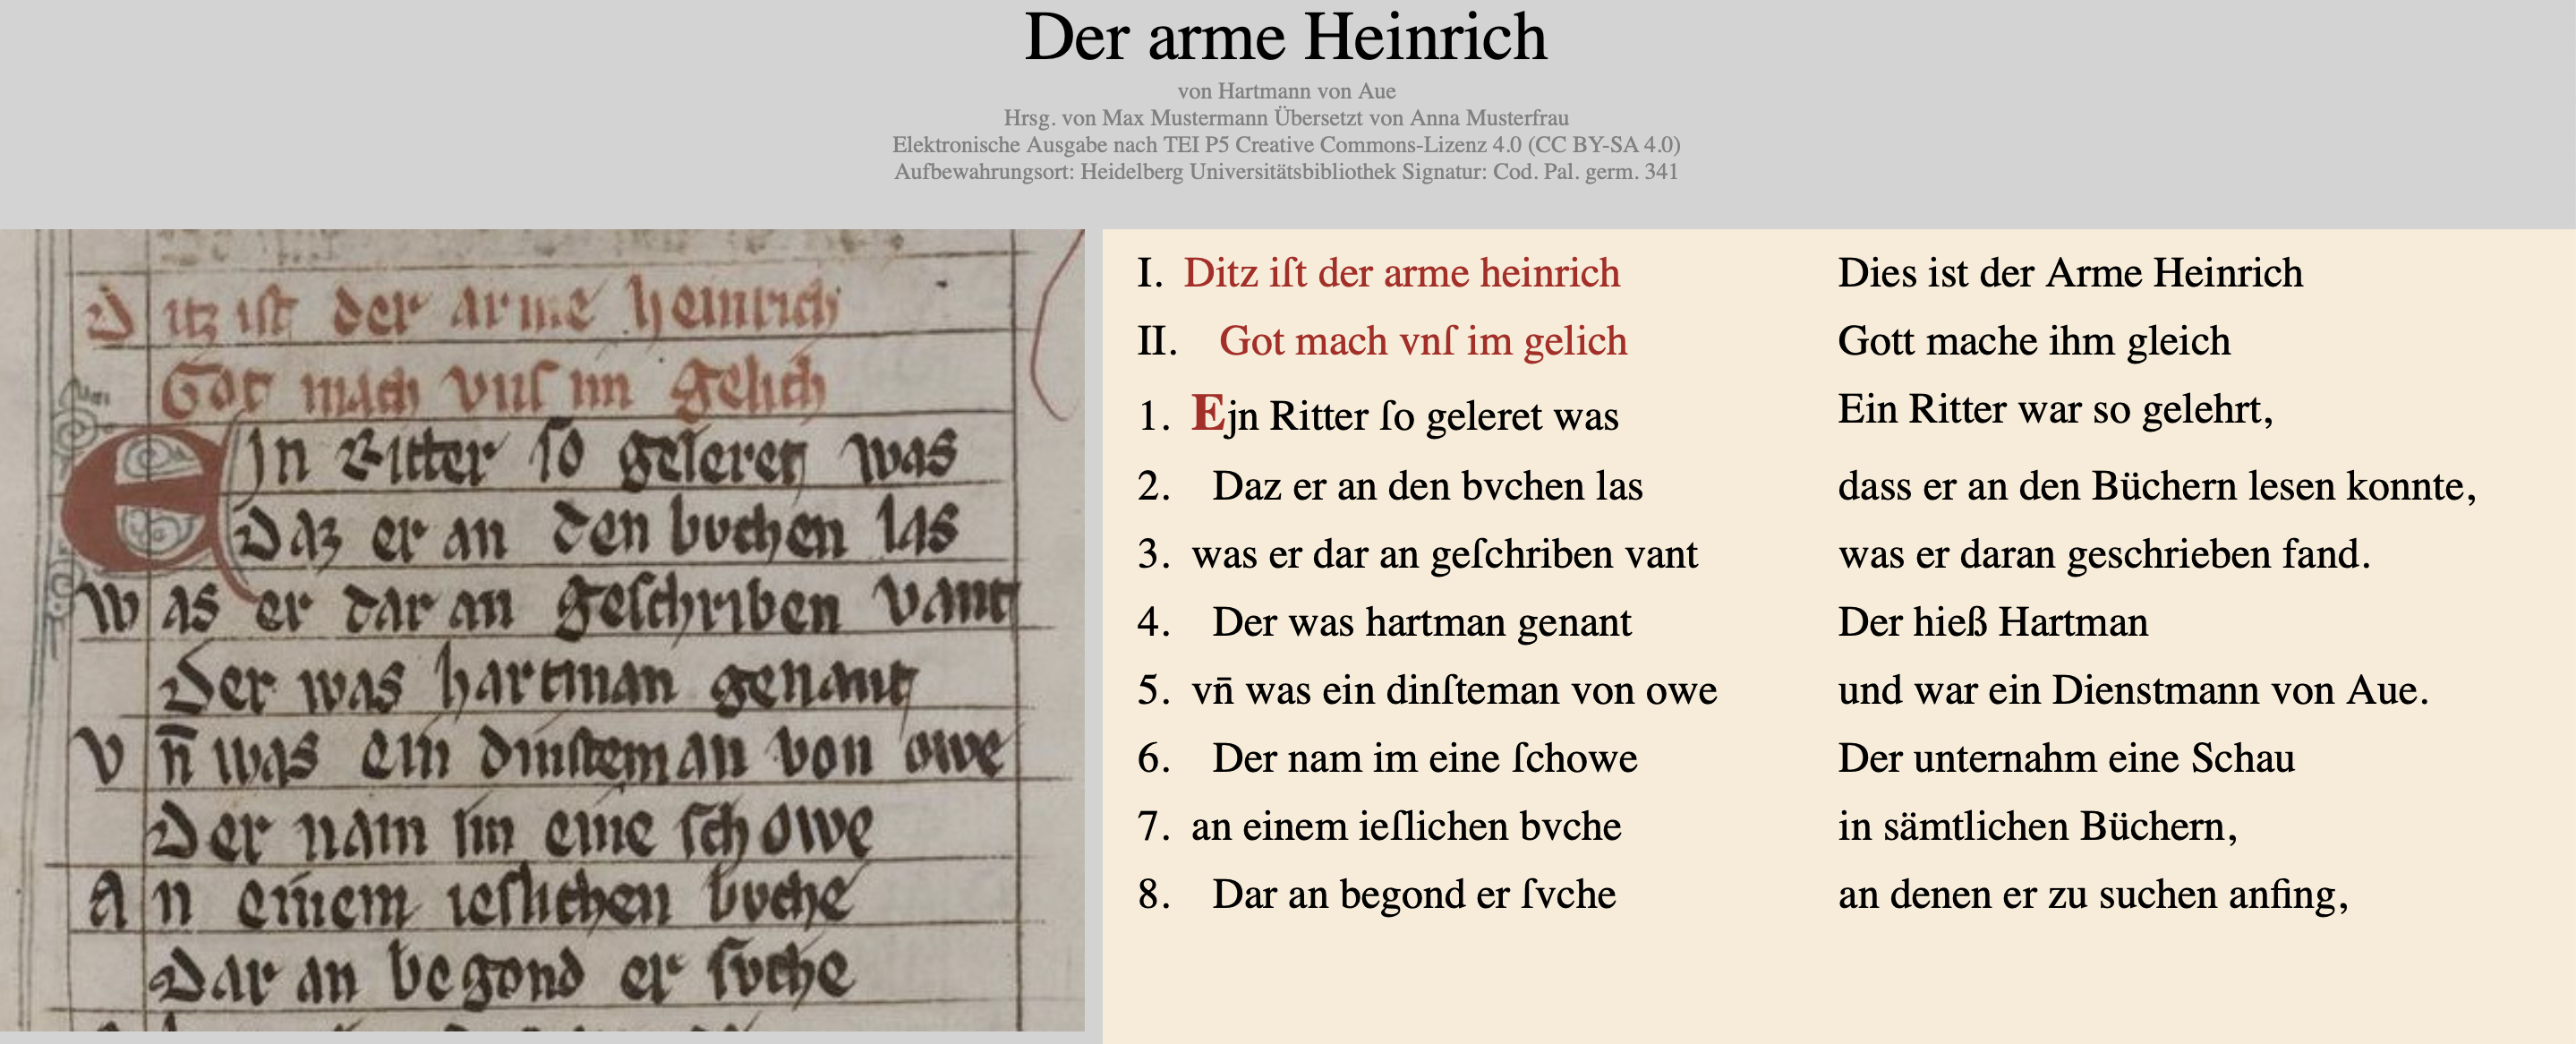 Der arme Heinrich
von Hartmann von Aue
Hrsg. von Max Mustermann Übersetzt von Anna Musterfrau
Elektronische Ausgabe nach TEI P5 Creative Commons-Lizenz 4.0 (CC BY-SA 4.0)
Aufbewahrungsort: Heidelberg Universitätsbibliothek Signatur: Cod. Pal. germ. 341
Ditz iſt der arme heinrich
Got mach vnſ im gelich
Ejn Ritter ſo geleret was
Daz er an den bvchen las
was er dar an geſchriben vant
Der was hartman genant
vn̄ was ein dinſteman von owe
Der nam im eine ſchowe
an einem ieſlichen bvche
Dar an begond er ſvche
I. Ditz iſt der arme heinrich
II. Got mach vnſ im gelich
1. Ejn Ritter ſo geleret was
2. Daz er an den bvchen las
3. was er dar an geſchriben vant
4. Der was hartman genant
5. vn̄ was ein dinſteman von owe
6. Der nam im eine ſchowe
7. an einem ieſlichen bvche
8. Dar an begond er ſvche
Dies ist der Arme Heinrich
Gott mache ihm gleich
Ein Ritter war so gelehrt,
dass er an den Büchern lesen konnte,
was er daran geschrieben fand.
Der hieß Hartman
und war ein Dienstmann von Aue.
Der unternahm eine Schau
in sämtlichen Büchern,
an denen er zu suchen anfing,